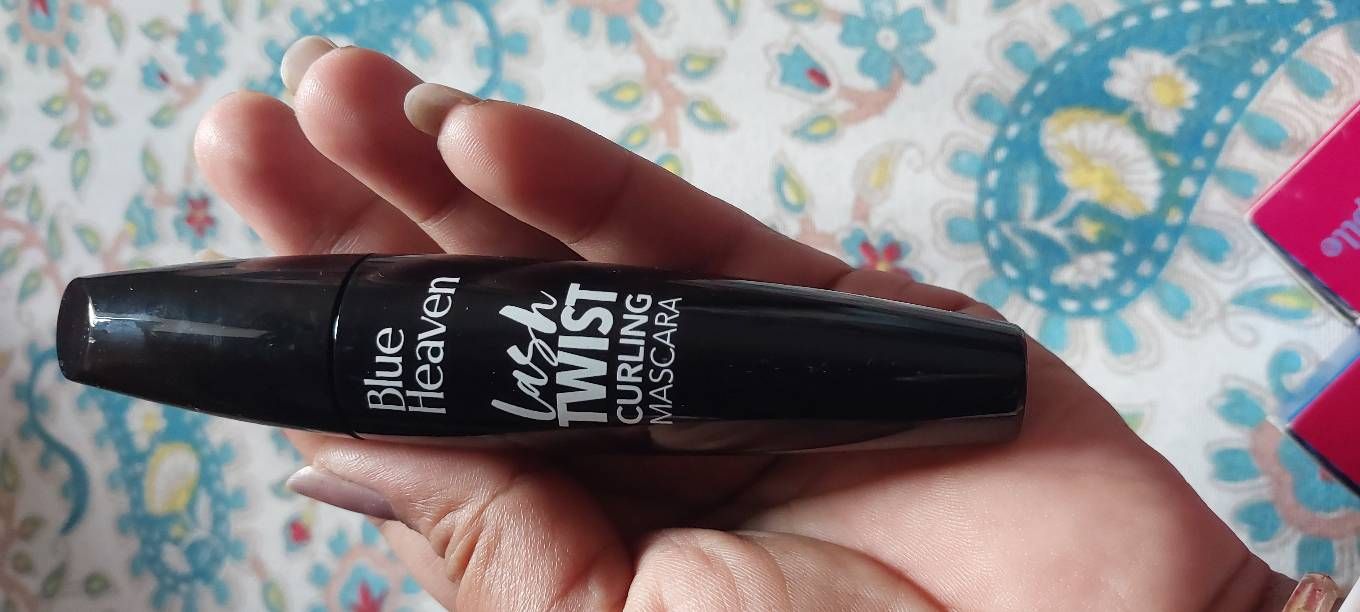 Blue
Heaven
Lash
TWIST
CURLING
MASCARA